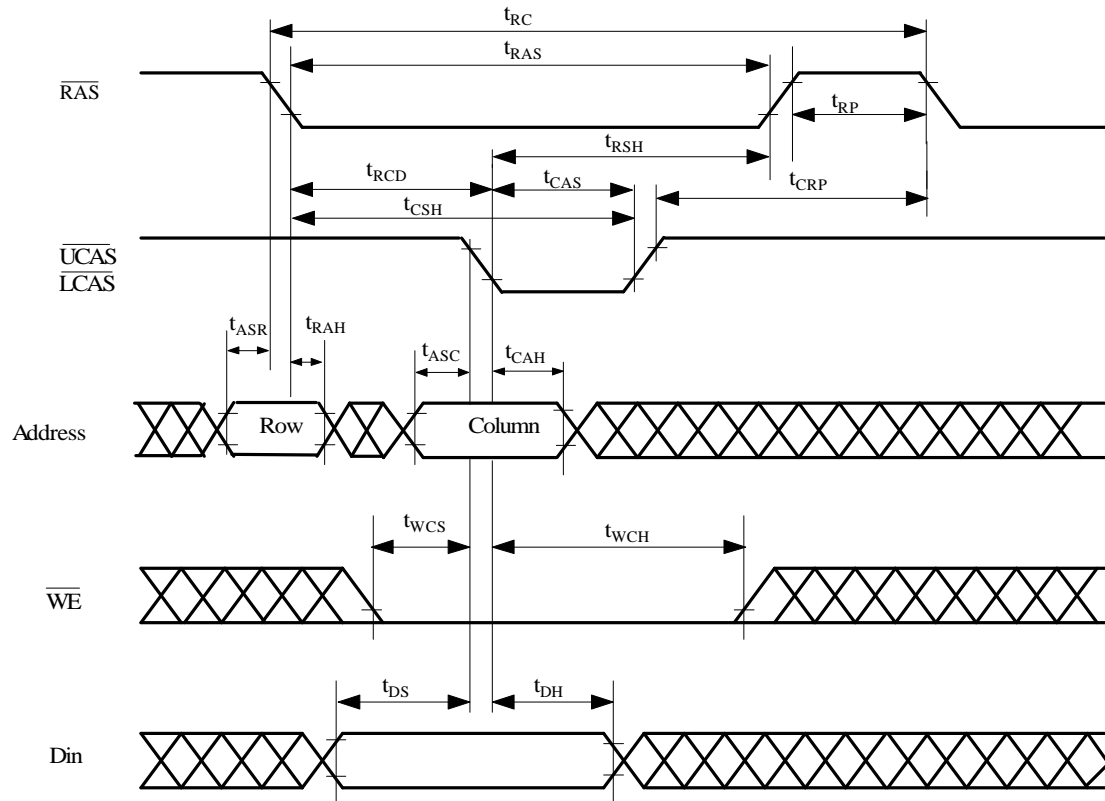 tRC
tRAS
RAS
tRP
tRSH
tRCD
tCAS
tCRP
tCSH
UCAS
LCAS
tASR
tRAH
tASC
tCAH
Address
Row
Column
tWCS
tWCH
WE
tDS
tDH
Din